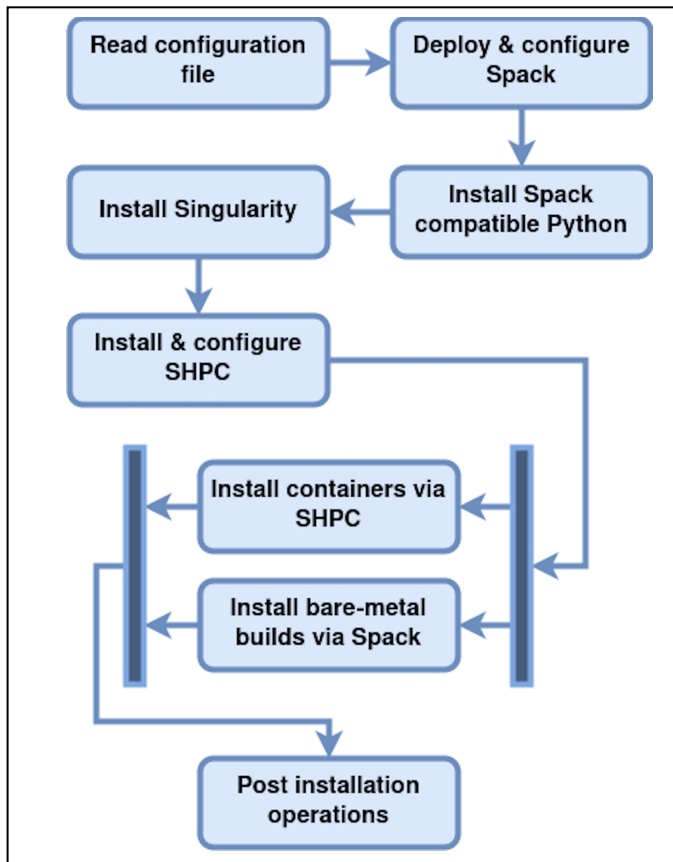 Read configuration
file
Deploy & configure
Spack
Install Spack
compatible Python
Install Singularity
Install & configure
SHPC
Install containers via
SHPC
Install bare-metal
builds via Spack
Post installation
operations